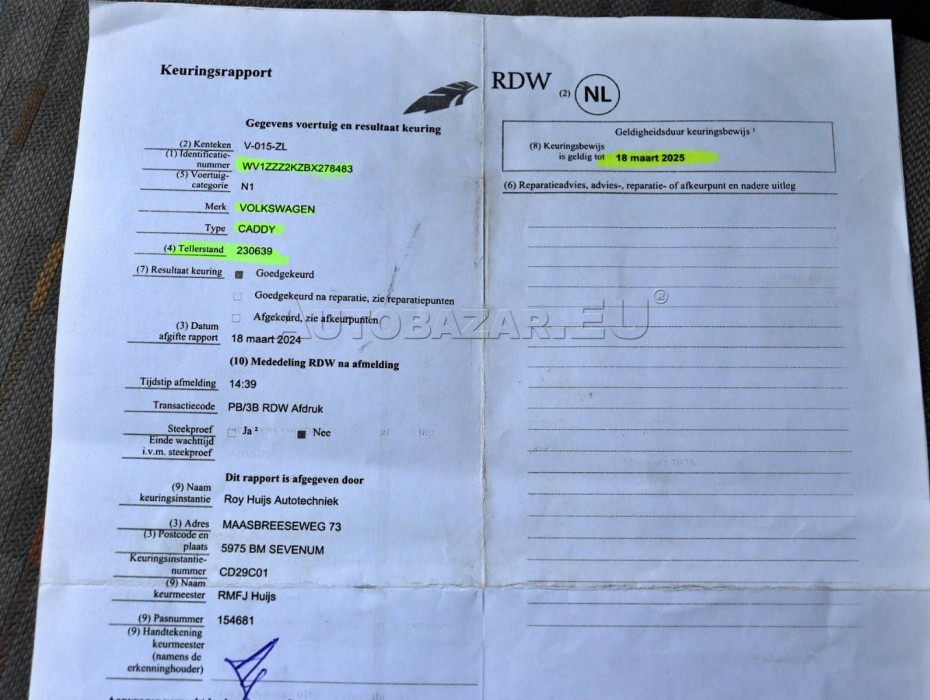 Keuringsrapport
RDW (2) NL
Gegevens voertuig en resultaat keuring
(2) Kenteken V-015-ZL
(1) Identificatie-
nummer WV1ZZZ2KZBX278483
(5) Voertuig-
categorie N1
Merk VOLKSWAGEN
Type CADDY
(4) Tellerstand 230639
(7) Resultaat keuring Goedgekeurd
Goedgekeurd na reparatie, zie reparatiepunten
Afgekeurd, zie afkeurpunten
(3) Datum
afgifte rapport 18 maart 2024
(10) Mededeling RDW na afmelding
Tijdstip afmelding 14:39
Transactiecode PB/3B RDW Afdruk
Steekproef Ja ² Nee
Einde wachttijd
i.v.m. steekproef
Dit rapport is afgegeven door
(9) Naam
keuringsinstantie Roy Huijs Autotechniek
(3) Adres MAASBREESEWEG 73
(3) Postcode en
plaats 5975 BM SEVENUM
Keuringsinstantie-
nummer CD29C01
(9) Naam
keurmeester RMFJ Huijs
(9) Pasnummer 154681
(9) Handtekening
keurmeester
(namens de
erkenninghouder)
Geldigheidsduur keuringsbewijs ¹
(8) Keuringsbewijs
is geldig tot 18 maart 2025
(6) Reparatieadvies, advies-, reparatie- of afkeurpunt en nadere uitleg
AUTOBAZAR.EU®